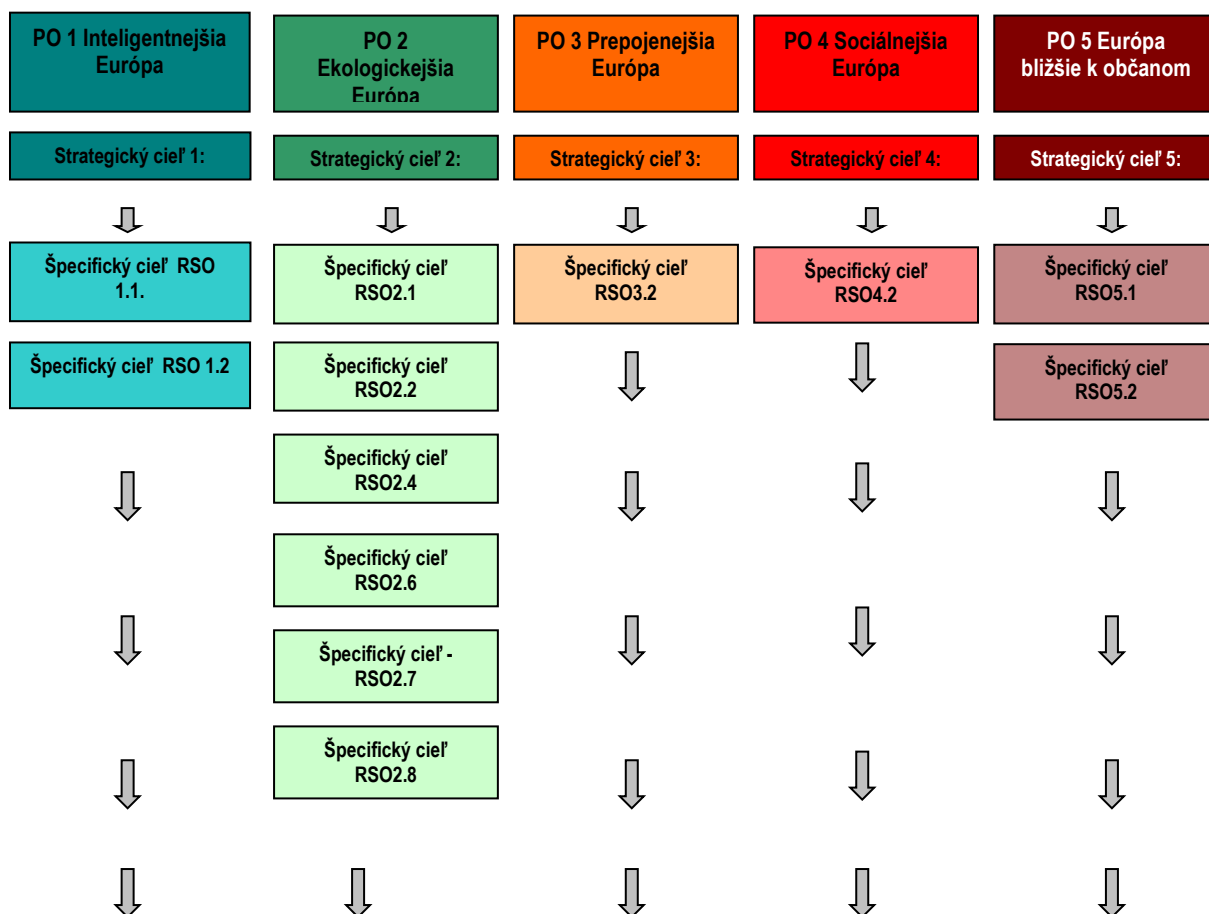 PO 1 Inteligentnejšia
Európa
PO 2
Ekologickejšia
Európa
PO 3 Prepojenejšia
Európa
PO 4 Sociálnejšia
Európa
PO 5 Európa
bližšie k občanom
Strategický cieľ 1:
Strategický cieľ 2:
Strategický cieľ 3:
Strategický cieľ 4:
Strategický cieľ 5:
Špecifický cieľ RSO
1.1.
Špecifický cieľ RSO 1.2
Špecifický cieľ
RSO2.1
Špecifický cieľ
RSO2.2
Špecifický cieľ
RSO2.4
Špecifický cieľ
RSO2.6
Špecifický cieľ -
RSO2.7
Špecifický cieľ
RSO2.8
Špecifický cieľ
RSO3.2
Špecifický cieľ
RSO4.2
Špecifický cieľ
RSO5.1
Špecifický cieľ
RSO5.2